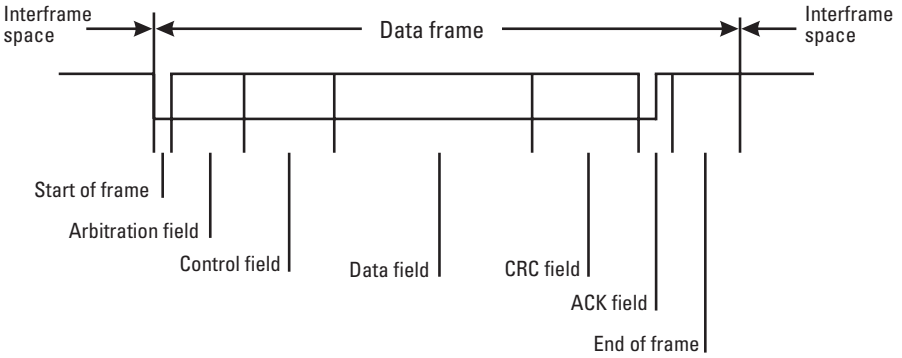 Interframe
space
Data frame
Interframe
space
Start of frame
Arbitration field
Control field
Data field
CRC field
ACK field
End of frame